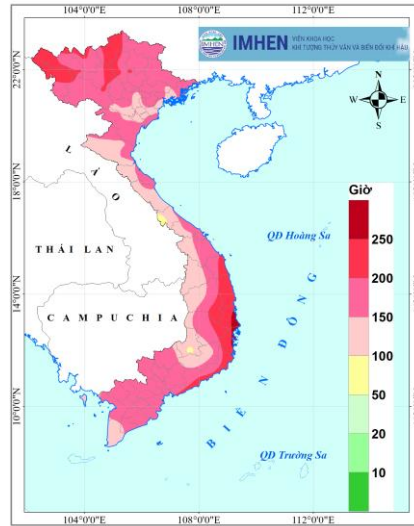 104°0'0"E
108°0'0"E
112°0'0"E
IMHEN
VIỆN KHOA HỌC
KHÍ TƯỢNG THỦY VĂN VÀ BIẾN ĐỔI KHÍ HẬU
22°0'0"N
18°0'0"N
14°0'0"N
10°0'0"N
N
W
E
S
LÀO
THÁI LAN
CAMPUCHIA
QĐ Hoàng Sa
BIỂN ĐÔNG
QĐ Trường Sa
Giờ
250
200
150
100
50
20
10
104°0'0"E
108°0'0"E
112°0'0"E